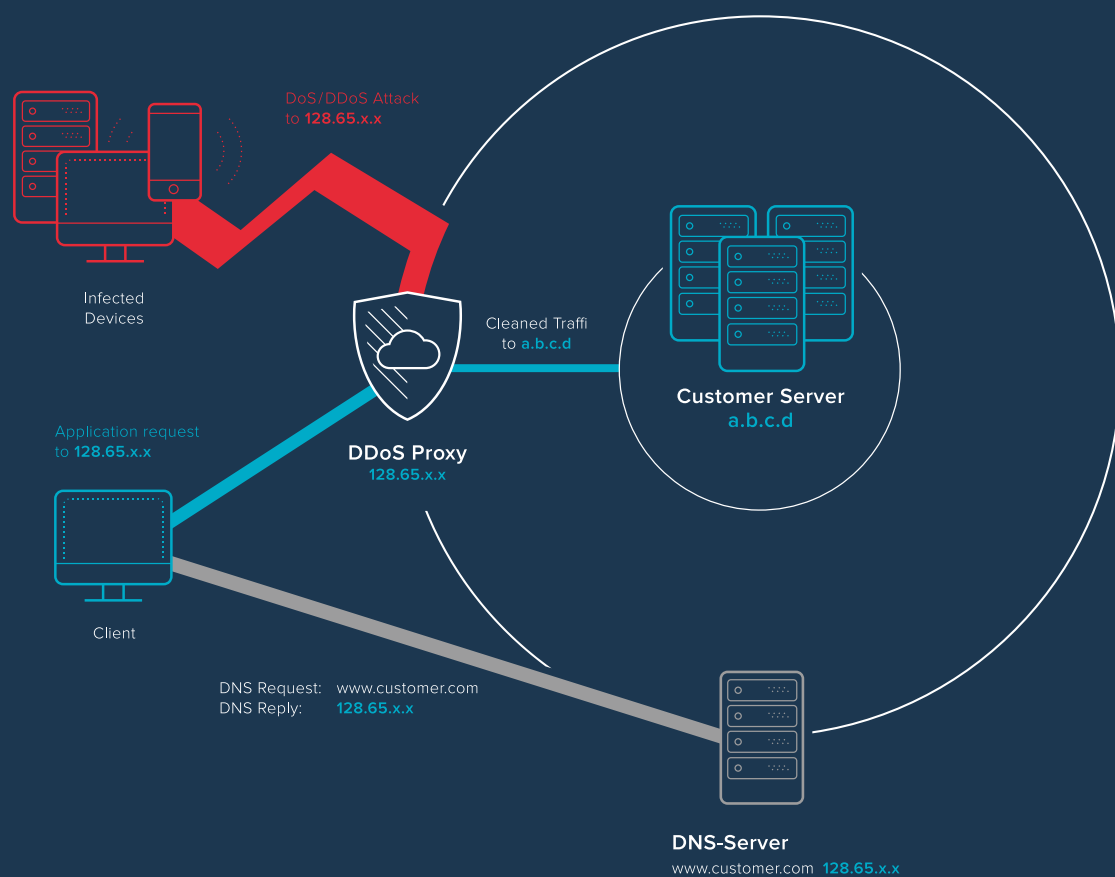 DoS/DDoS Attack
to 128.65.x.x
Infected
Devices
Cleaned Traffi
to a.b.c.d
Customer Server
a.b.c.d
Application request
to 128.65.x.x
DDoS Proxy
128.65.x.x
Client
DNS Request: www.customer.com
DNS Reply: 128.65.x.x
DNS-Server
www.customer.com 128.65.x.x